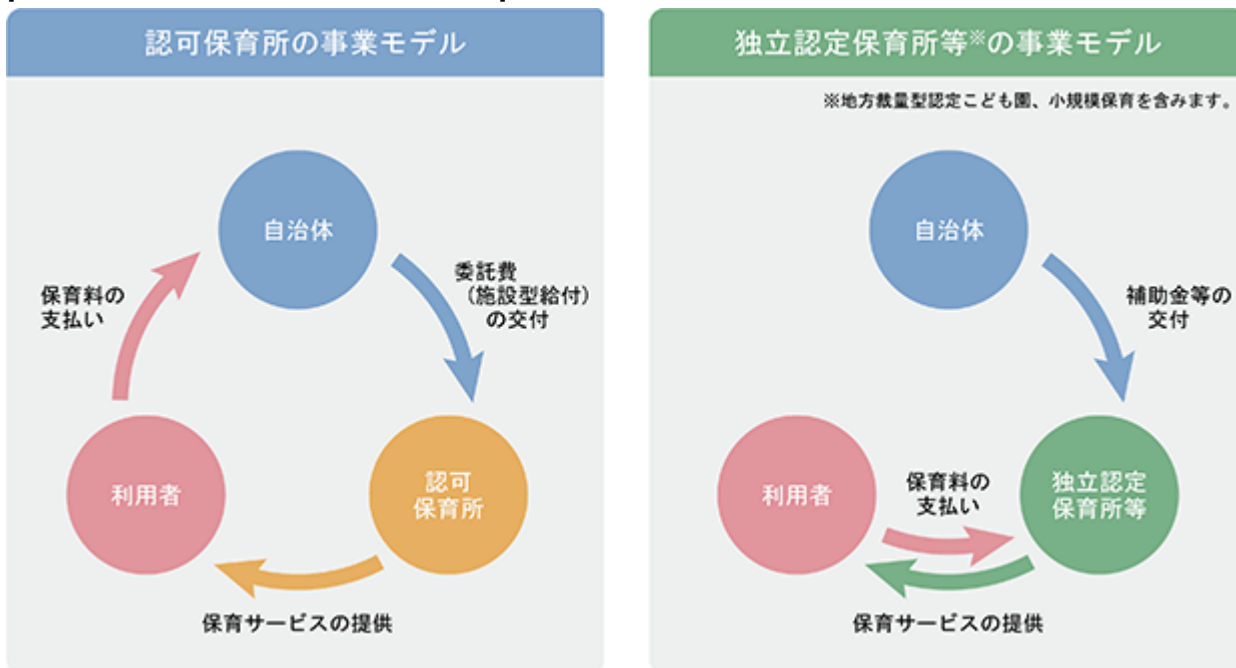 認可保育所の事業モデル
自治体
保育料の
支払い
委託費
（施設型給付）
の交付
利用者
認可
保育所
保育サービスの提供
独立認定保育所等※の事業モデル
※地方裁量型認定こども園、小規模保育を含みます。
自治体
補助金等の
交付
利用者
保育料の
支払い
独立認定
保育所等
保育サービスの提供